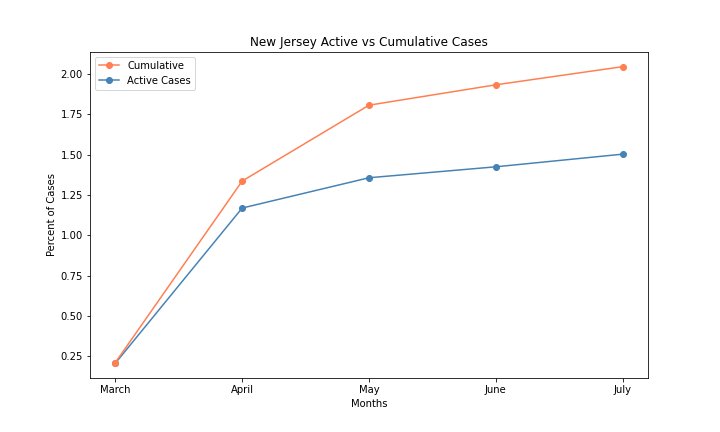 New Jersey Active vs Cumulative Cases
Cumulative
Active Cases
Percent of Cases
2.00
1.75
1.50
1.25
1.00
0.75
0.50
0.25
March April May June July
Months